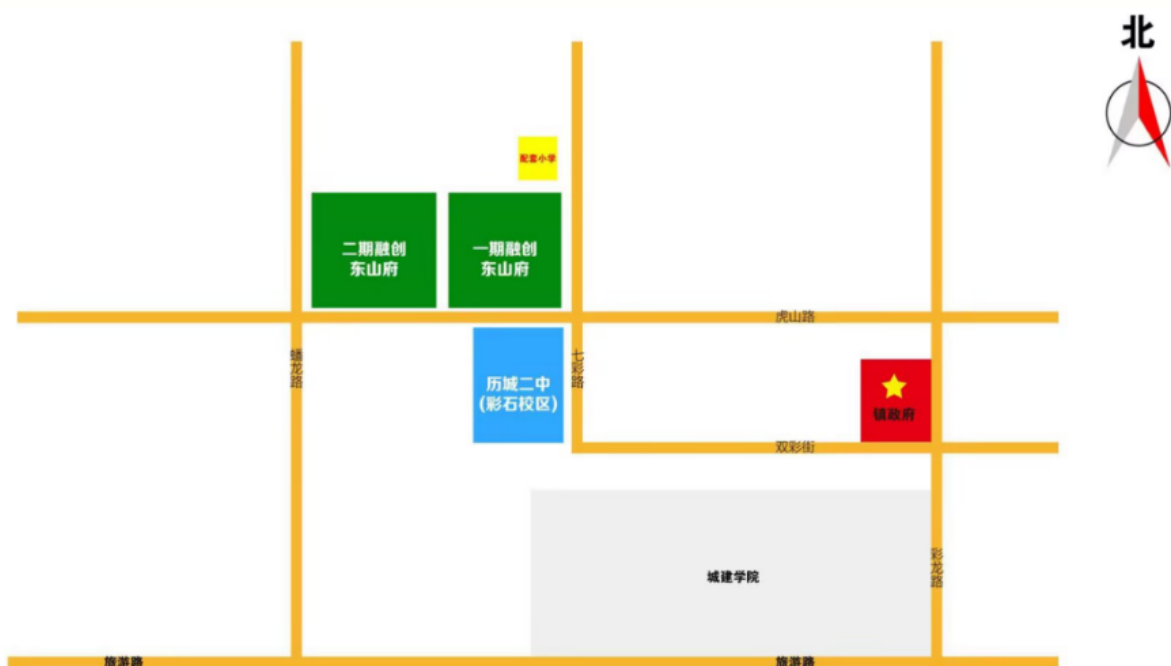 北
配套小学
二期融创
东山府
一期融创
东山府
虎山路
蟠龙路
七彩路
历城二中
(彩石校区)
镇政府
双彩街
城建学院
彩龙路
旅游路
旅游路